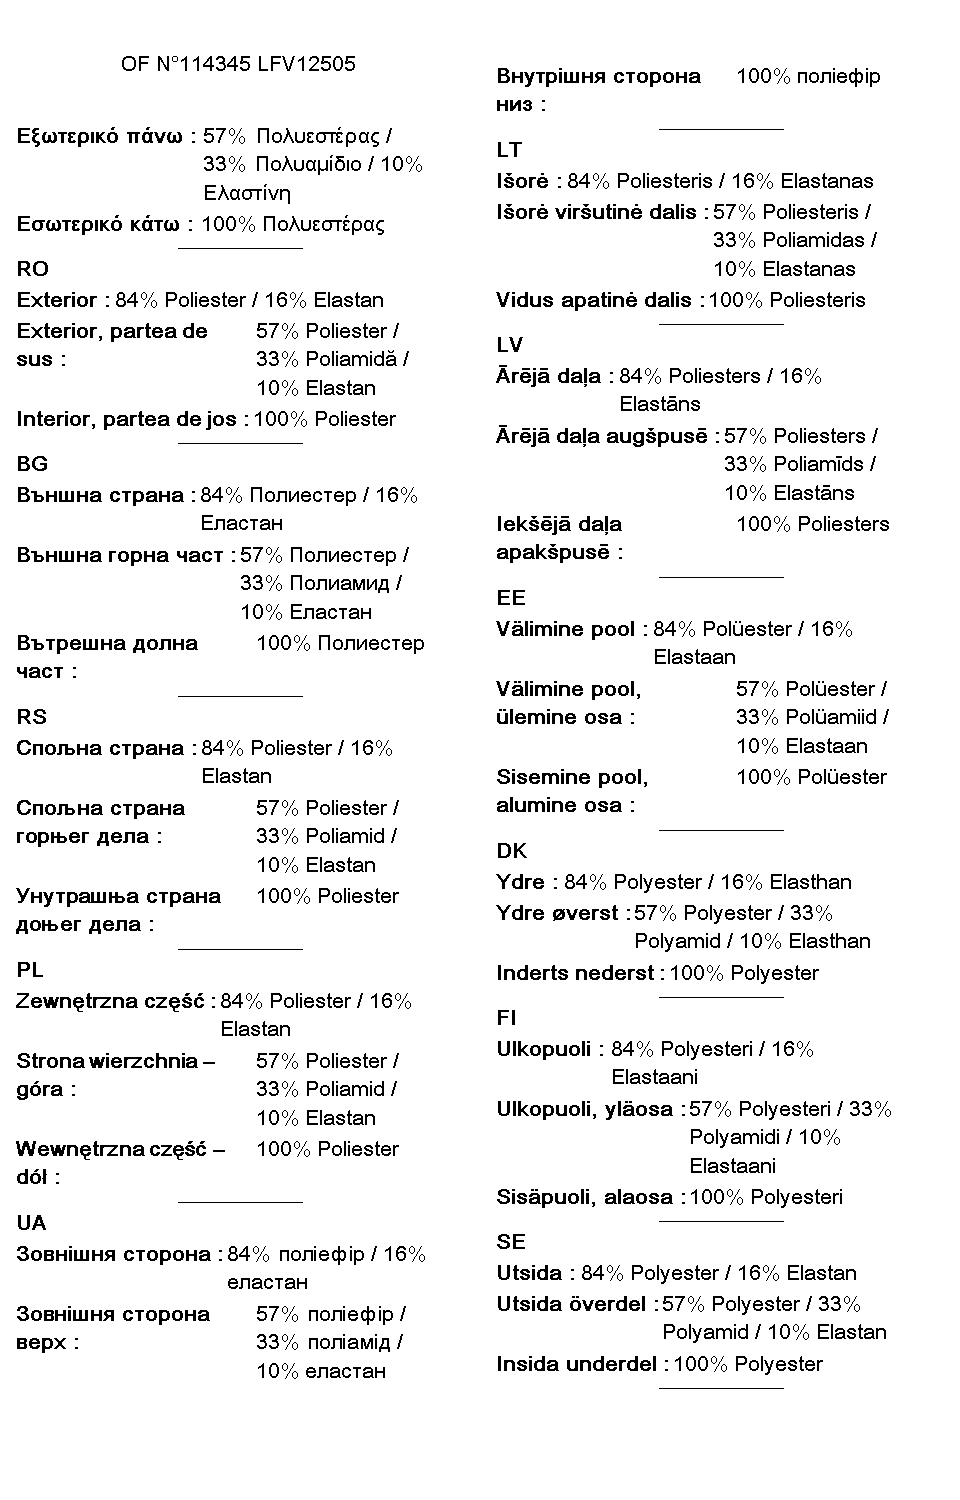 OF N°114345 LFV12505
Εξωτερικό πάνω : 57% Πολυεστέρας /
33% Πολυαμίδιο / 10%
Ελαστίνη
Εσωτερικό κάτω : 100% Πολυεστέρας
RO
Exterior : 84% Poliester / 16% Elastan
Exterior, partea de 57% Poliester /
sus : 33% Poliamidă /
10% Elastan
Interior, partea de jos : 100% Poliester
BG
Външна страна : 84% Полиестер / 16%
Еластан
Външна горна част : 57% Полиестер /
33% Полиамид /
10% Еластан
Вътрешна долна 100% Полиестер
част :
RS
Спољна страна : 84% Poliester / 16%
Elastan
Спољна страна 57% Poliester /
горњег дела : 33% Poliamid /
10% Elastan
Унутрашња страна 100% Poliester
доњег дела :
PL
Zewnętrzna część : 84% Poliester / 16%
Elastan
Strona wierzchnia – 57% Poliester /
góra : 33% Poliamid /
10% Elastan
Wewnętrzna część – 100% Poliester
dół :
UA
Зовнішня сторона : 84% поліефір / 16%
еластан
Зовнішня сторона 57% поліефір /
верх : 33% поліамід /
10% еластан
Внутрішня сторона 100% поліефір
низ :
LT
Išorė : 84% Poliesteris / 16% Elastanas
Išorė viršutinė dalis : 57% Poliesteris /
33% Poliamidas /
10% Elastanas
Vidus apatinė dalis : 100% Poliesteris
LV
Ārējā daļa : 84% Poliesters / 16%
Elastāns
Ārējā daļa augšpusē : 57% Poliesters /
33% Poliamīds /
10% Elastāns
Iekšējā daļa 100% Poliesters
apakšpusē :
EE
Välimine pool : 84% Polüester / 16%
Elastaan
Välimine pool, 57% Polüester /
ülemine osa : 33% Polüamiid /
10% Elastaan
Sisemine pool, 100% Polüester
alumine osa :
DK
Ydre : 84% Polyester / 16% Elasthan
Ydre øverst : 57% Polyester / 33%
Polyamid / 10% Elasthan
Inderts nederst : 100% Polyester
FI
Ulkopuoli : 84% Polyesteri / 16%
Elastaani
Ulkopuoli, yläosa : 57% Polyesteri / 33%
Polyamidi / 10%
Elastaani
Sisäpuoli, alaosa : 100% Polyesteri
SE
Utsida : 84% Polyester / 16% Elastan
Utsida överdel : 57% Polyester / 33%
Polyamid / 10% Elastan
Insida underdel : 100% Polyester